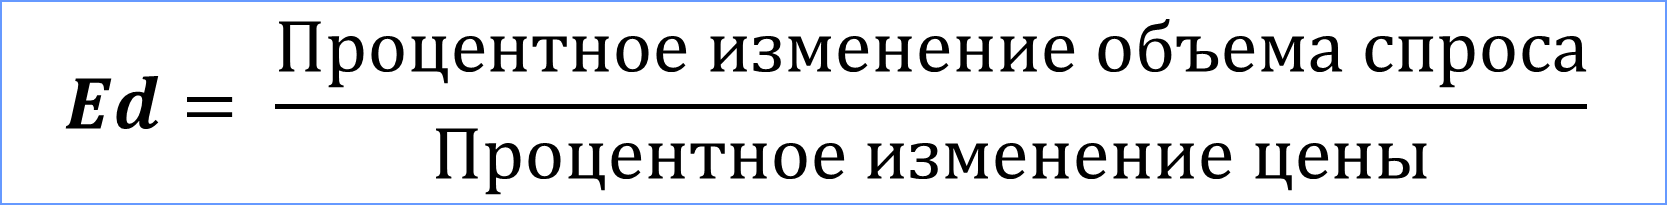 Процентное изменение объема спроса
Ed =
Процентное изменение цены